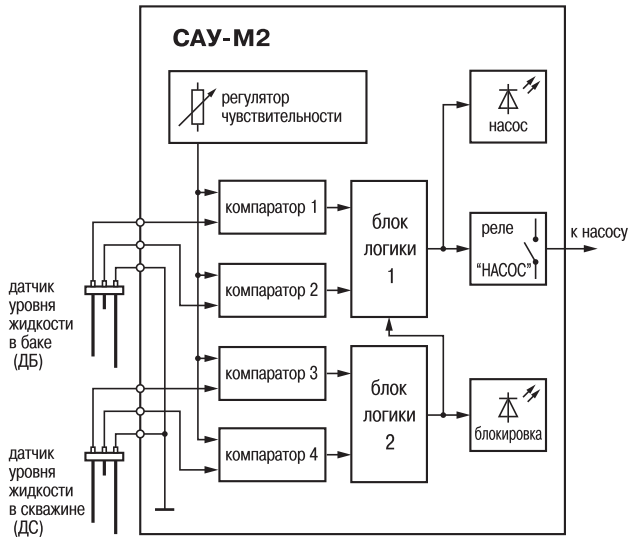 САУ-М2
регулятор
чувствительности
насос
компаратор 1
блок
логики
1
реле
"НАСОС"
к насосу
компаратор 2
датчик
уровня
жидкости
в баке
(ДБ)
компаратор 3
блок
логики
2
блокировка
компаратор 4
датчик
уровня
жидкости
в скважине
(ДС)